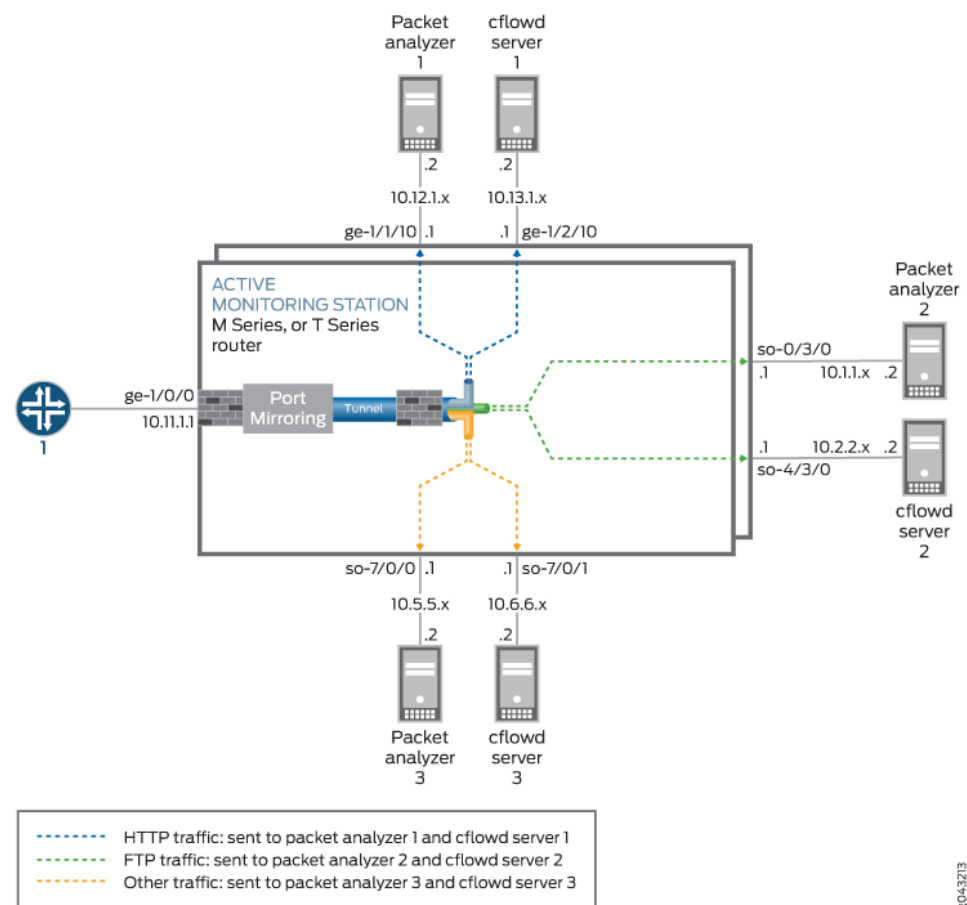 Packet
analyzer
1
cflowd
server
1
.2
.2
10.12.1.x
10.13.1.x
ge-1/1/10 .1
.1 ge-1/2/10
ACTIVE
MONITORING STATION
M Series, or T Series
router
Packet
analyzer
2
so-0/3/0
.1 10.1.1.x .2
ge-1/0/0
10.11.1.1
1
Port
Mirroring
Tunnel
.1 10.2.2.x .2
so-4/3/0
cflowd
server
2
so-7/0/0 .1
.1 so-7/0/1
10.5.5.x
10.6.6.x
.2
.2
Packet
analyzer
3
cflowd
server
3
HTTP traffic: sent to packet analyzer 1 and cflowd server 1
FTP traffic: sent to packet analyzer 2 and cflowd server 2
Other traffic: sent to packet analyzer 3 and cflowd server 3